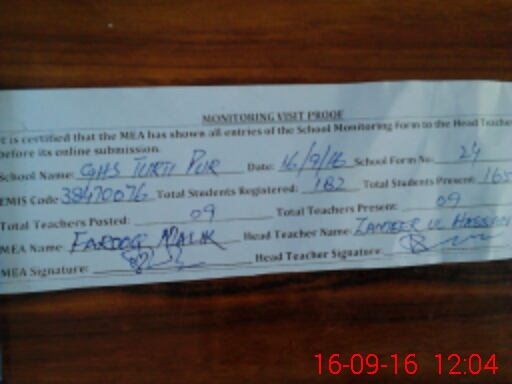 MONITORING VISIT PROOF
It is certified that the MEA has shown all entries of the School Monitoring Form to the Head Teacher
before its online submission.
School Name: GHS TURTI PUR Date: 16/9/16 School Form No. 24
EMIS Code 38470076 Total Students Registered: 182 Total Students Present: 165
Total Teachers Posted: 09 Total Teachers Present: 09
MEA Name: FAROOQ MALIK Head Teacher Name: ZAMEER UL HASSAN
MEA Signature: Head Teacher Signature:
16-09-16 12:04